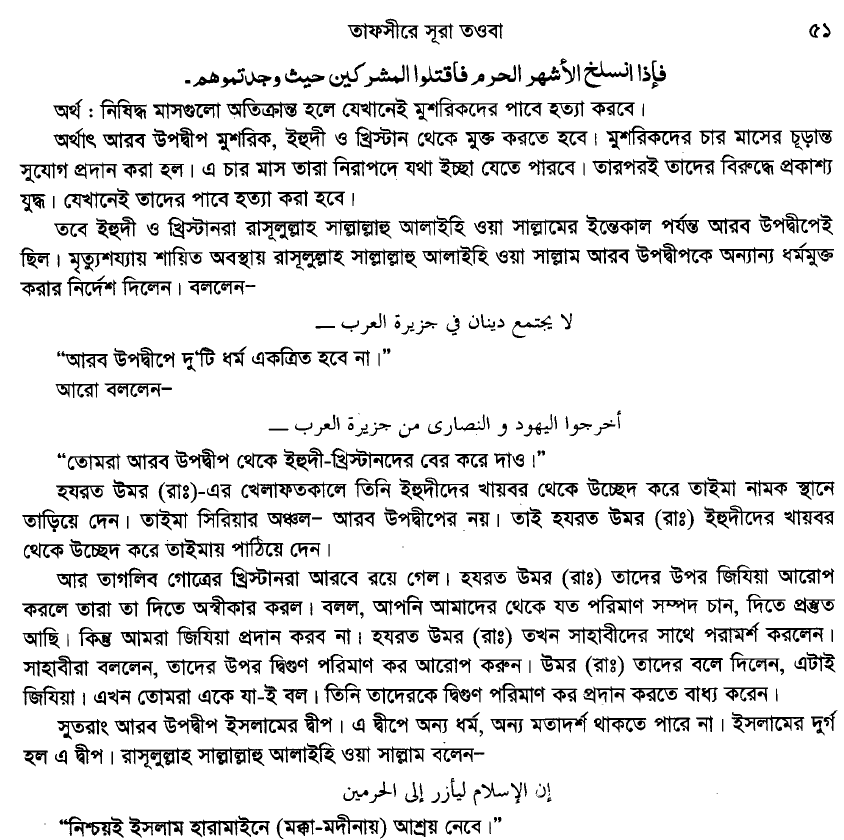 তাফসীরে সূরা তওবা ৫১
فإذا انسلخ الأشهر الحرم فاقتلوا المشركين حيث وجدتموهم -
অর্থ : নিষিদ্ধ মাসগুলো অতিক্রান্ত হলে যেখানেই মুশরিকদের পাবে হত্যা করবে।
অর্থাৎ আরব উপদ্বীপ মুশরিক, ইহুদী ও খ্রিস্টান থেকে মুক্ত করতে হবে। মুশরিকদের চার মাসের চূড়ান্ত
সুযোগ প্রদান করা হল। এ চার মাস তারা নিরাপদে যথা ইচ্ছা যেতে পারবে। তারপরই তাদের বিরুদ্ধে প্রকাশ্য
যুদ্ধ। যেখানেই তাদের পাবে হত্যা করা হবে।
তবে ইহুদী ও খ্রিস্টানরা রাসূলুল্লাহ সাল্লাল্লাহু আলাইহি ওয়া সাল্লামের ইন্তেকাল পর্যন্ত আরব উপদ্বীপেই
ছিল। মৃত্যুশয্যায় শায়িত অবস্থায় রাসূলুল্লাহ সাল্লাল্লাহু আলাইহি ওয়া সাল্লাম আরব উপদ্বীপকে অন্যান্য ধর্মমুক্ত
করার নির্দেশ দিলেন। বললেন–
لا يجتمع دينان في جزيرة العرب —
“আরব উপদ্বীপে দু'টি ধর্ম একত্রিত হবে না।”
আরো বললেন–
أخرجوا اليهود و النصارى من جزيرة العرب —
“তোমরা আরব উপদ্বীপ থেকে ইহুদী-খ্রিস্টানদের বের করে দাও।”
হযরত উমর (রাঃ)-এর খেলাফতকালে তিনি ইহুদীদের খায়বর থেকে উচ্ছেদ করে তাইমা নামক স্থানে
তাড়িয়ে দেন। তাইমা সিরিয়ার অঞ্চল– আরব উপদ্বীপের নয়। তাই হযরত উমর (রাঃ) ইহুদীদের খায়বর
থেকে উচ্ছেদ করে তাইমায় পাঠিয়ে দেন।
আর তাগলিব গোত্রের খ্রিস্টানরা আরবে রয়ে গেল। হযরত উমর (রাঃ) তাদের উপর জিযিয়া আরোপ
করলে তারা তা দিতে অস্বীকার করল। বলল, আপনি আমাদের থেকে যত পরিমাণ সম্পদ চান, দিতে প্রস্তুত
আছি। কিন্তু আমরা জিযিয়া প্রদান করব না। হযরত উমর (রাঃ) তখন সাহাবীদের সাথে পরামর্শ করলেন।
সাহাবীরা বললেন, তাদের উপর দ্বিগুণ পরিমাণ কর আরোপ করুন। উমর (রাঃ) তাদের বলে দিলেন, এটাই
জিযিয়া। এখন তোমরা একে যা-ই বল। তিনি তাদেরকে দ্বিগুণ পরিমাণ কর প্রদান করতে বাধ্য করেন।
সুতরাং আরব উপদ্বীপ ইসলামের দ্বীপ। এ দ্বীপে অন্য ধর্ম, অন্য মতাদর্শ থাকতে পারে না। ইসলামের দুর্গ
হল এ দ্বীপ। রাসূলুল্লাহ সাল্লাল্লাহু আলাইহি ওয়া সাল্লাম বলেন–
إن الإسلام ليأزر إلى الحرمين
“নিশ্চয়ই ইসলাম হারামাইনে (মক্কা-মদীনায়) আশ্রয় নেবে।”